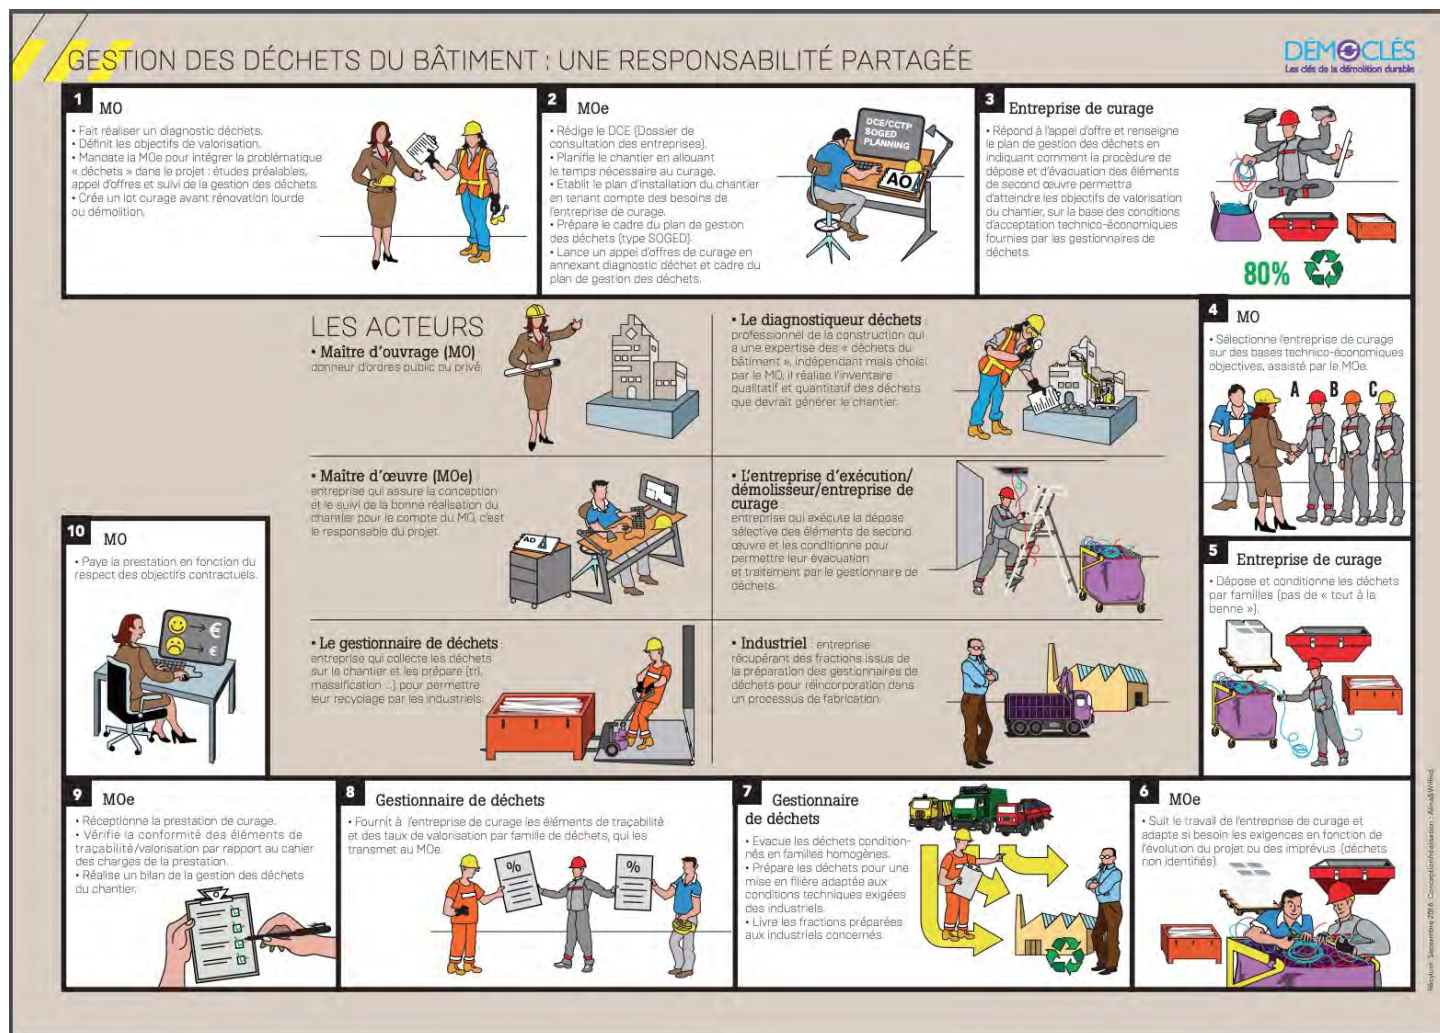 GESTION DES DÉCHETS DU BÂTIMENT : UNE RESPONSABILITÉ PARTAGÉE
DÉMOCLÈS
Les clés de la démolition durable
1
MO
• Fait réaliser un diagnostic déchets.
• Définit les objectifs de valorisation.
• Mandate la MOe pour intégrer la problématique
« déchets » dans le projet : études préalables,
appel d'offres et suivi de la gestion des déchets.
• Crée un lot curage avant rénovation lourde
ou démolition.
2
MOe
• Rédige le DCE (Dossier de
consultation des entreprises).
• Planifie le chantier en allouant
le temps nécessaire au curage.
• Etablit le plan d'installation du chantier
en tenant compte des besoins de
l'entreprise de curage.
• Prépare le cadre du plan de gestion
des déchets (type SOGED).
• Lance un appel d'offres de curage en
annexant diagnostic déchet et cadre du
plan de gestion des déchets.
DCE/CCTP
SOGED
PLANNING
AO
3
Entreprise de curage
• Répond à l'appel d'offre et renseigne
le plan de gestion des déchets en
indiquant comment la procédure de
dépose et d'évacuation des éléments
de second œuvre permettra
d'atteindre les objectifs de valorisation
du chantier, sur la base des conditions
d'acceptation technico-économiques
fournies par les gestionnaires de
déchets.
80%
LES ACTEURS
• Maître d'ouvrage (MO)
donneur d'ordres public ou privé.
• Le diagnostiqueur déchets :
professionnel de la construction qui
a une expertise des « déchets du
bâtiment », indépendant mais choisi
par le MO, il réalise l'inventaire
qualitatif et quantitatif des déchets
que devrait générer le chantier.
• Maître d'œuvre (MOe)
entreprise qui assure la conception
et le suivi de la bonne réalisation du
chantier pour le compte du MO, c'est
le responsable du projet.
AO
• L'entreprise d'exécution/
démolisseur/entreprise de
curage :
entreprise qui exécute la dépose
sélective des éléments de second
œuvre et les conditionne pour
permettre leur évacuation
et traitement par le gestionnaire de
déchets.
• Le gestionnaire de déchets :
entreprise qui collecte les déchets
sur le chantier et les prépare (tri,
massification ...) pour permettre
leur recyclage par les industriels.
• Industriel : entreprise
récupérant des fractions issus de
la préparation des gestionnaires de
déchets pour réincorporation dans
un processus de fabrication.
4
MO
• Sélectionne l'entreprise de curage
sur des bases technico-économiques
objectives, assisté par le MOe.
A B C
5
Entreprise de curage
• Dépose et conditionne les déchets
par familles (pas de « tout à la
benne »).
6
MOe
• Suit le travail de l'entreprise de curage et
adapte si besoin les exigences en fonction de
l'évolution du projet ou des imprévus (déchets
non identifiés).
7
Gestionnaire
de déchets
• Evacue les déchets condition-
nés en familles homogènes.
• Prépare les déchets pour une
mise en filière adaptée aux
conditions techniques exigées
des industriels.
• Livre les fractions préparées
aux industriels concernés.
8
Gestionnaire de déchets
• Fournit à l'entreprise de curage les éléments de traçabilité
et des taux de valorisation par famille de déchets, qui les
transmet au MOe.
%
%
9
MOe
• Réceptionne la prestation de curage.
• Vérifie la conformité des éléments de
traçabilité/valorisation par rapport au cahier
des charges de la prestation.
• Réalise un bilan de la gestion des déchets
du chantier.
10
MO
• Paye la prestation en fonction du
respect des objectifs contractuels.
€
€
Récylum Septembre 2016. Conception/réalisation :